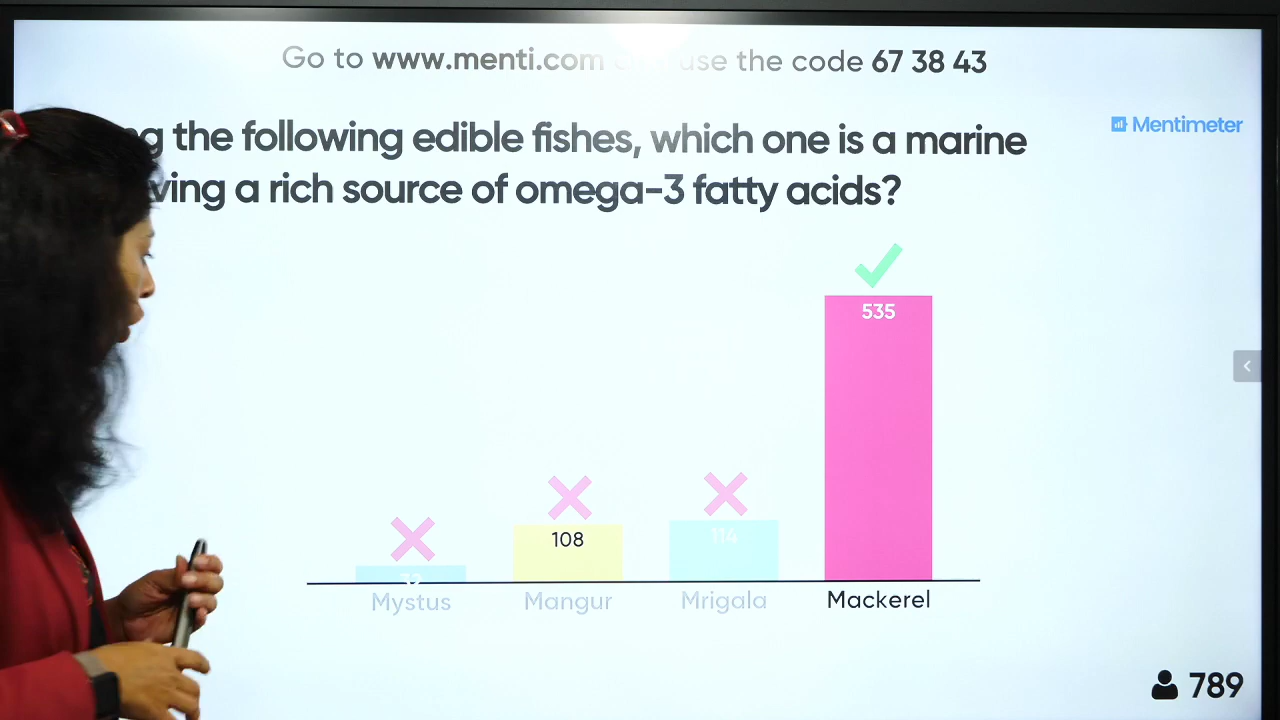 Go to www.menti.com use the code 67 38 43
Mentimeter
the following edible fishes, which one is a marine
a rich source of omega-3 fatty acids?
535
108
114
Mystus
Mangur
Mrigala
Mackerel
789